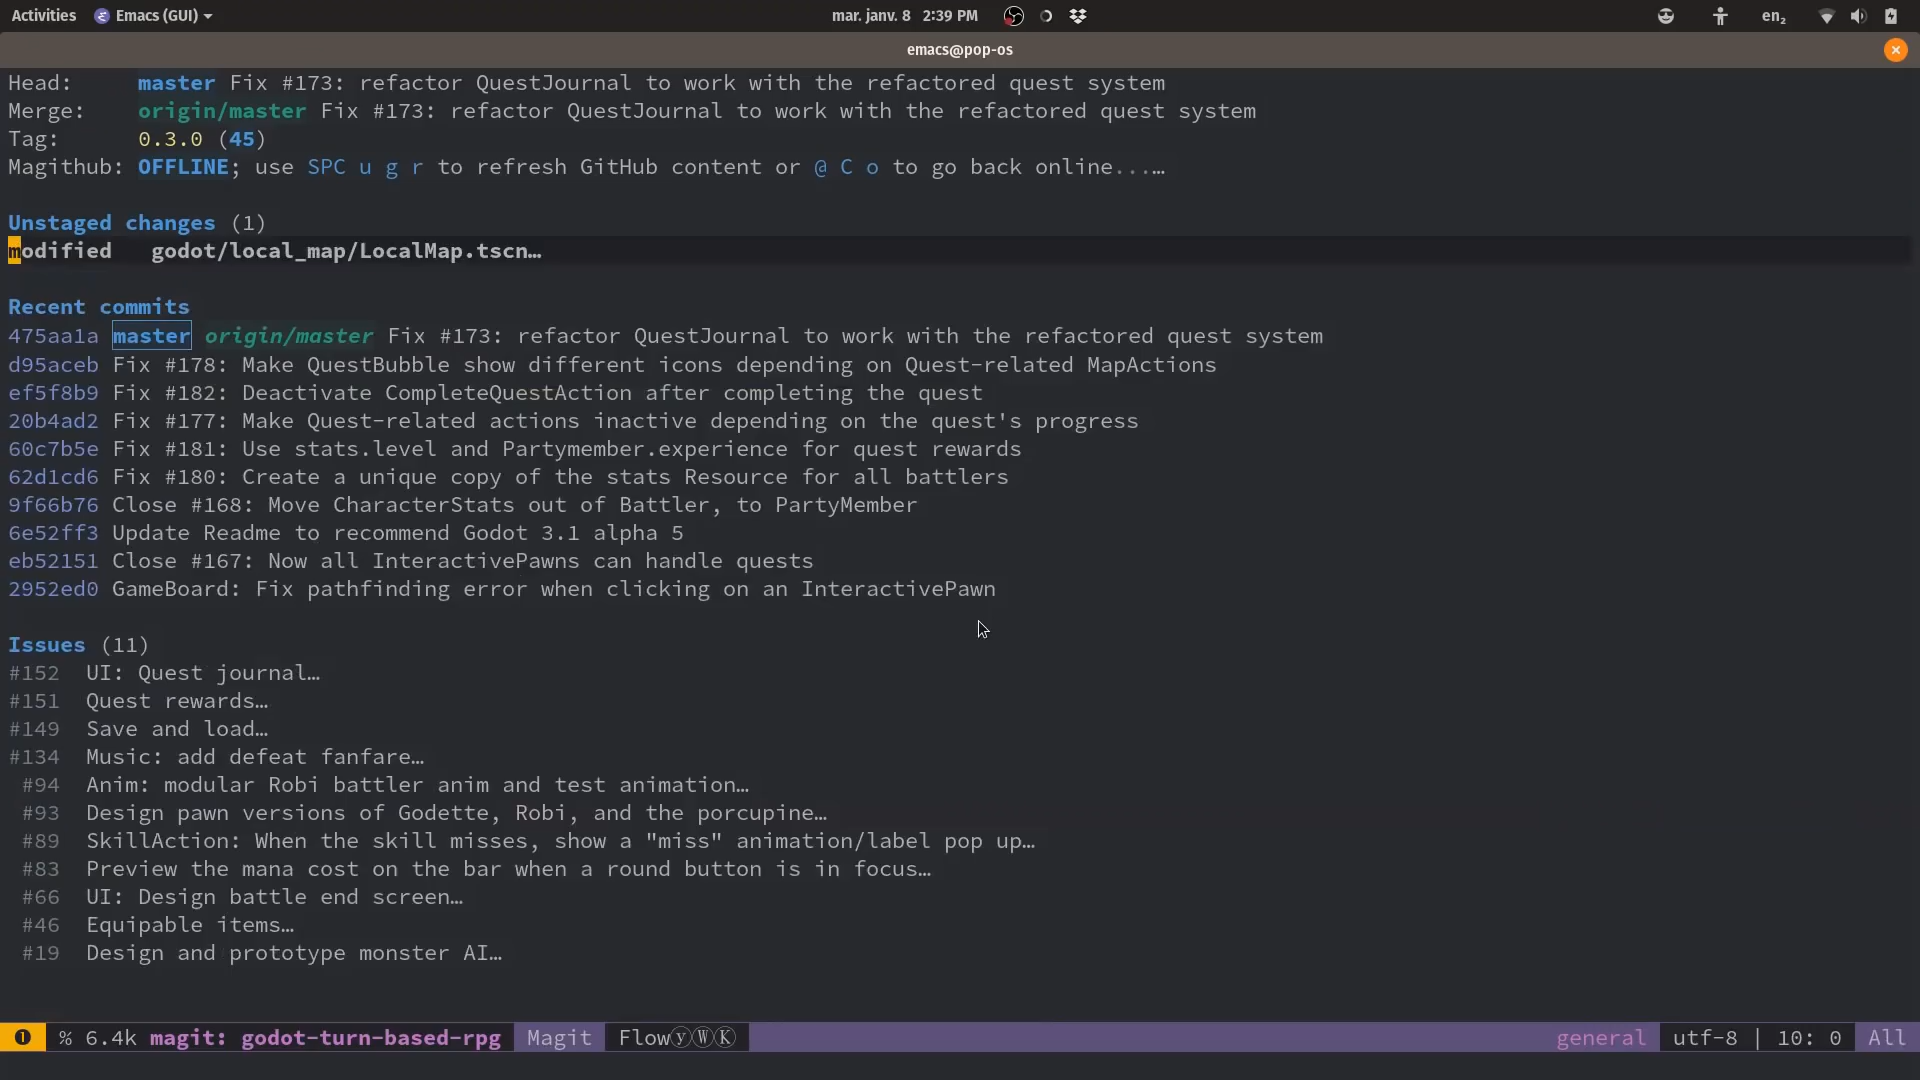 Activities Emacs (GUI) mar. janv. 8 2:39 PM en₂
emacs@pop-os
Head: master Fix #173: refactor QuestJournal to work with the refactored quest system
Merge: origin/master Fix #173: refactor QuestJournal to work with the refactored quest system
Tag: 0.3.0 (45)
Magithub: OFFLINE; use SPC u g r to refresh GitHub content or @ C o to go back online...…
Unstaged changes (1)
modified godot/local_map/LocalMap.tscn…
Recent commits
475aa1a master origin/master Fix #173: refactor QuestJournal to work with the refactored quest system
d95aceb Fix #178: Make QuestBubble show different icons depending on Quest-related MapActions
ef5f8b9 Fix #182: Deactivate CompleteQuestAction after completing the quest
20b4ad2 Fix #177: Make Quest-related actions inactive depending on the quest's progress
60c7b5e Fix #181: Use stats.level and Partymember.experience for quest rewards
62d1cd6 Fix #180: Create a unique copy of the stats Resource for all battlers
9f66b76 Close #168: Move CharacterStats out of Battler, to PartyMember
6e52ff3 Update Readme to recommend Godot 3.1 alpha 5
eb52151 Close #167: Now all InteractivePawns can handle quests
2952ed0 GameBoard: Fix pathfinding error when clicking on an InteractivePawn
Issues (11)
#152 UI: Quest journal…
#151 Quest rewards…
#149 Save and load…
#134 Music: add defeat fanfare…
#94 Anim: modular Robi battler anim and test animation…
#93 Design pawn versions of Godette, Robi, and the porcupine…
#89 SkillAction: When the skill misses, show a "miss" animation/label pop up…
#83 Preview the mana cost on the bar when a round button is in focus…
#66 UI: Design battle end screen…
#46 Equipable items…
#19 Design and prototype monster AI…
❶ % 6.4k magit: godot-turn-based-rpg Magit FlowⓨⓌⓀ general utf-8 | 10: 0 All